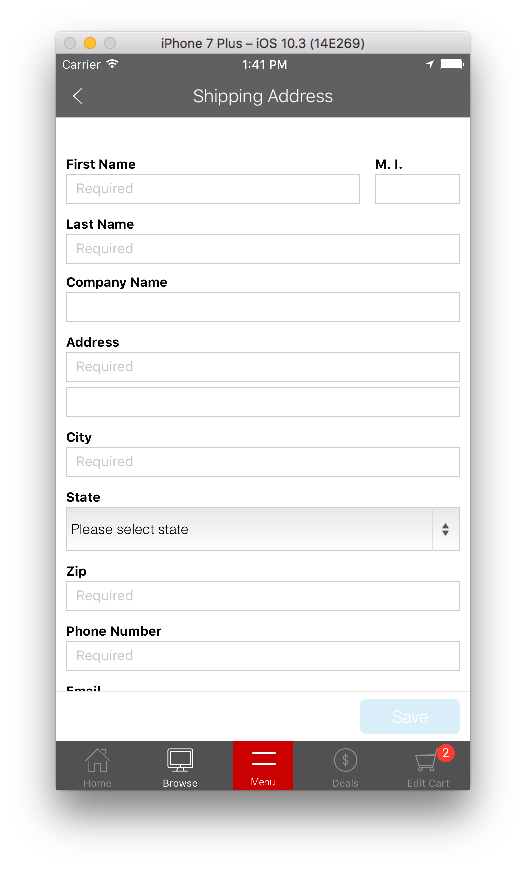 iPhone 7 Plus – iOS 10.3 (14E269)
Carrier 1:41 PM
Shipping Address
First Name M. I.
Required
Last Name
Required
Company Name
Address
Required
City
Required
State
Please select state
Zip
Required
Phone Number
Required
Email
Save
2
Home Browse Menu Deals Edit Cart